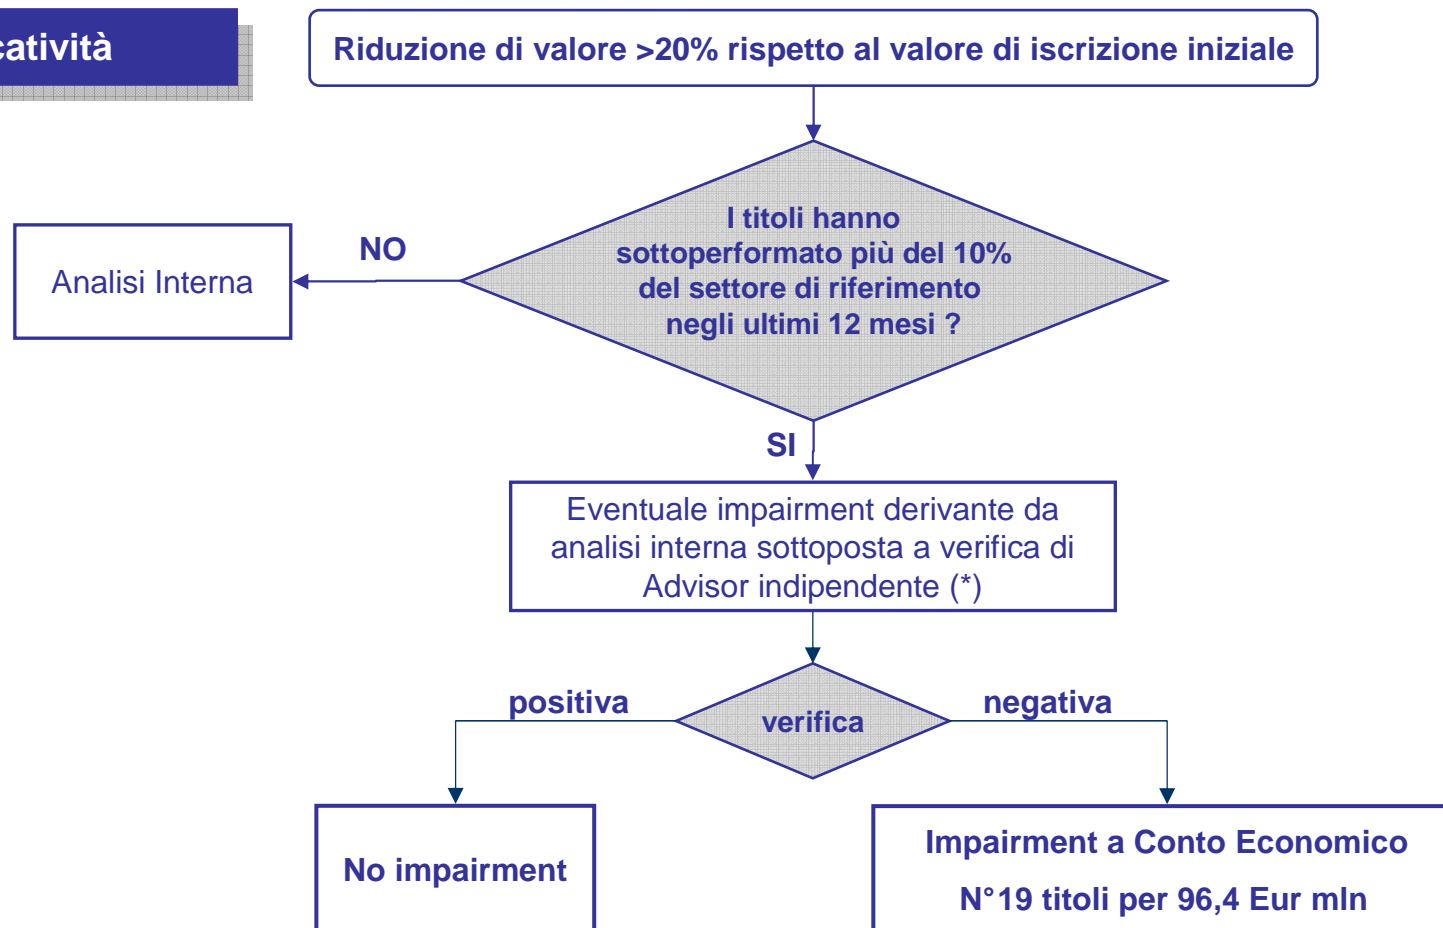 catività
Riduzione di valore >20% rispetto al valore di iscrizione iniziale
I titoli hanno
sottoperformato più del 10%
del settore di riferimento
negli ultimi 12 mesi ?
NO
Analisi Interna
SI
Eventuale impairment derivante da
analisi interna sottoposta a verifica di
Advisor indipendente (*)
positiva
verifica
negativa
No impairment
Impairment a Conto Economico
N°19 titoli per 96,4 Eur mln